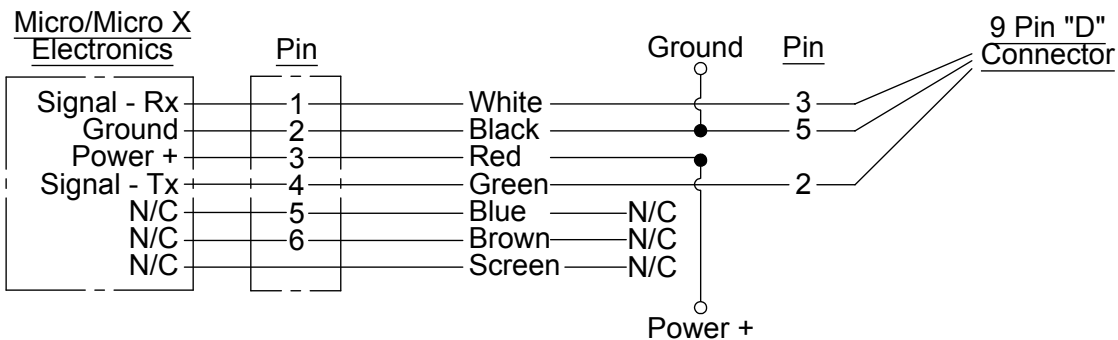 Micro/Micro X
Electronics
Pin
Ground
Pin
9 Pin "D"
Connector
Signal - Rx 1 White 3
Ground 2 Black 5
Power + 3 Red
Signal - Tx 4 Green 2
N/C 5 Blue N/C
N/C 6 Brown N/C
N/C Screen N/C
Power +